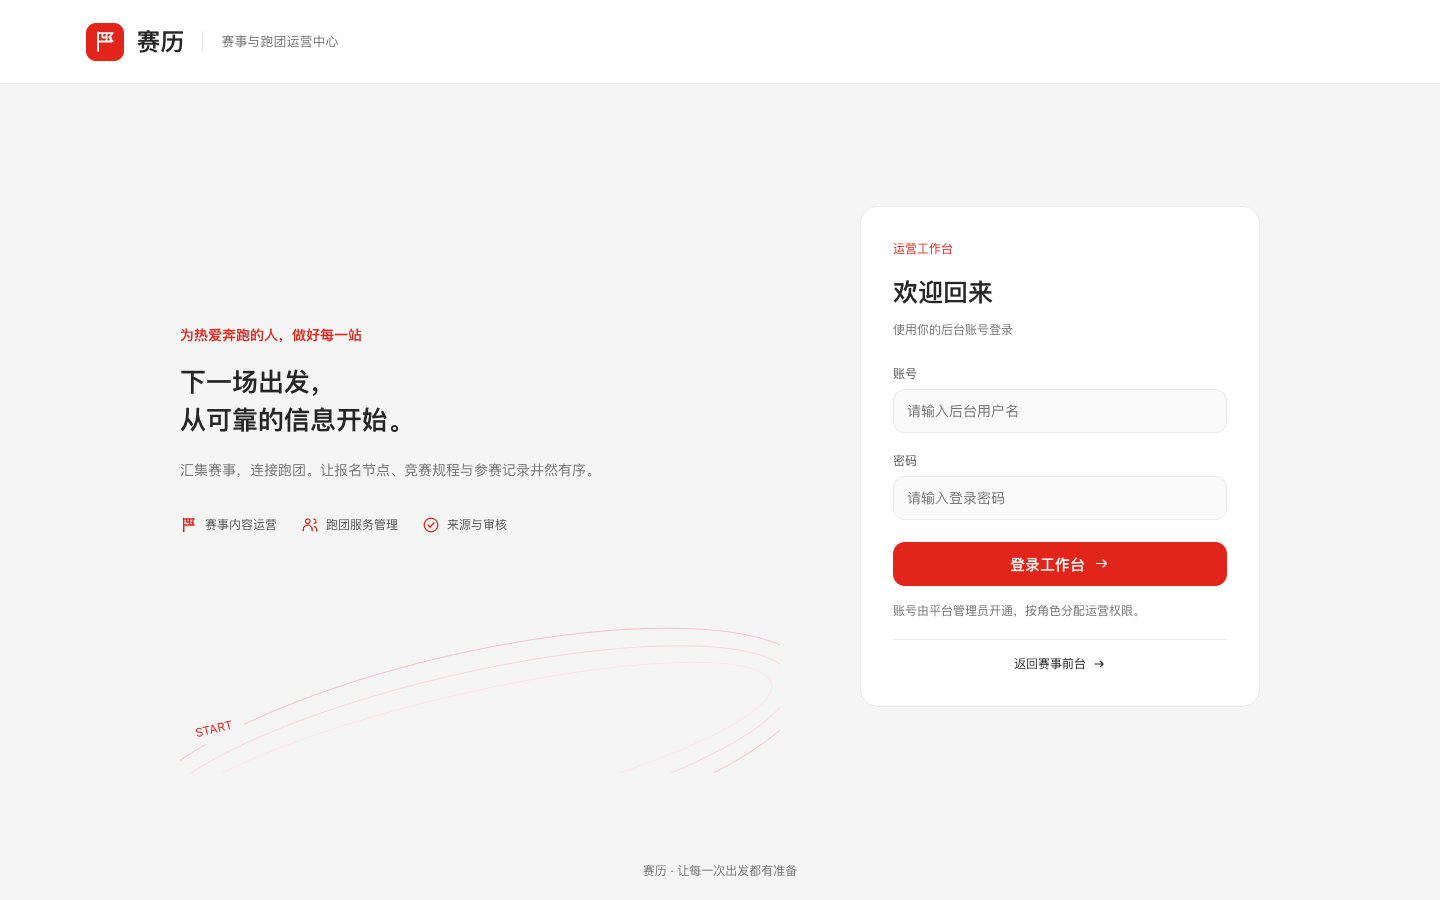 赛历
赛事与跑团运营中心
为热爱奔跑的人，做好每一站
下一场出发，
从可靠的信息开始。
汇集赛事，连接跑团。让报名节点、竞赛规程与参赛记录井然有序。
赛事内容运营
跑团服务管理
来源与审核
START
运营工作台
欢迎回来
使用你的后台账号登录
账号
请输入后台用户名
密码
请输入登录密码
登录工作台 →
账号由平台管理员开通，按角色分配运营权限。
返回赛事前台 →
赛历 · 让每一次出发都有准备